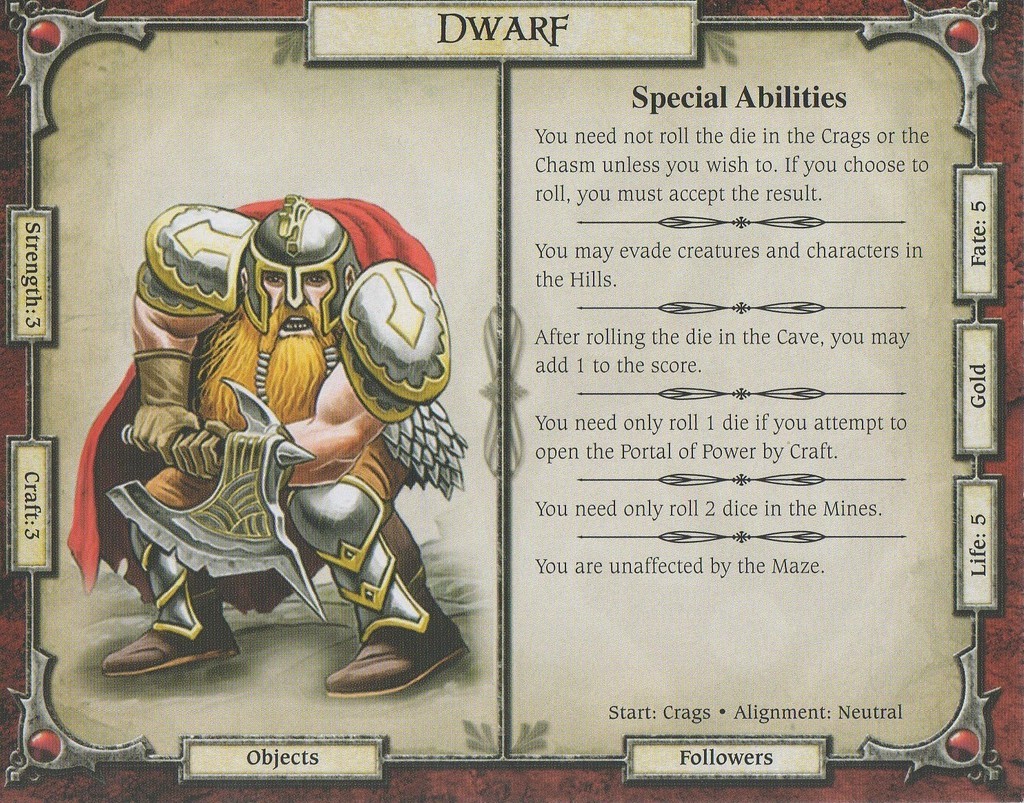 DWARF
Special Abilities
You need not roll the die in the Crags or the
Chasm unless you wish to. If you choose to
roll, you must accept the result.
You may evade creatures and characters in
the Hills.
After rolling the die in the Cave, you may
add 1 to the score.
You need only roll 1 die if you attempt to
open the Portal of Power by Craft.
You need only roll 2 dice in the Mines.
You are unaffected by the Maze.
Start: Crags • Alignment: Neutral
Strength: 3
Craft: 3
Fate: 5
Gold
Life: 5
Objects
Followers